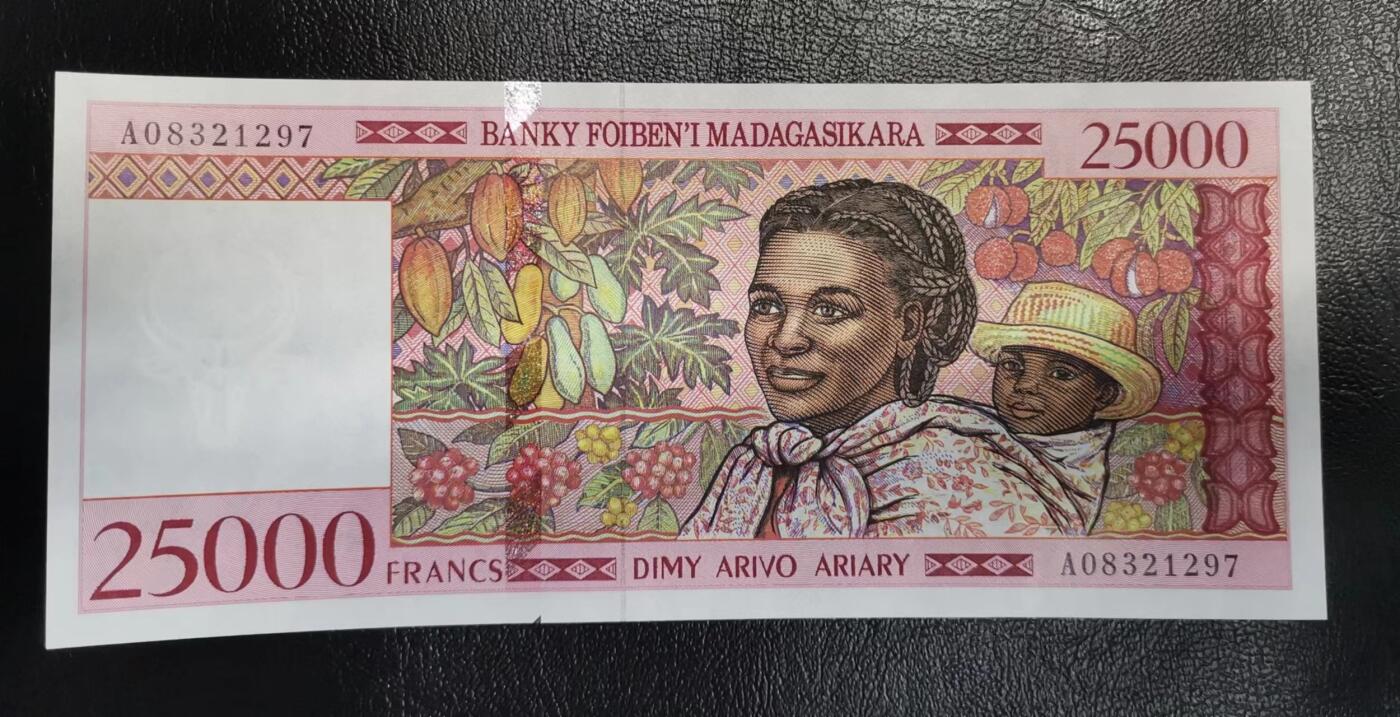 A08321297 BANKY FOIBEN'I MADAGASIKARA 25000
25000 FRANCS DIMY ARIVO ARIARY A08321297